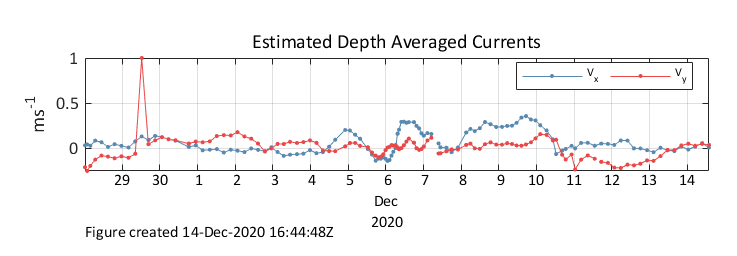 Estimated Depth Averaged Currents
1
0.5
0
ms-1
Vx
Vy
29 30 1 2 3 4 5 6 7 8 9 10 11 12 13 14
Dec
2020
Figure created 14-Dec-2020 16:44:48Z